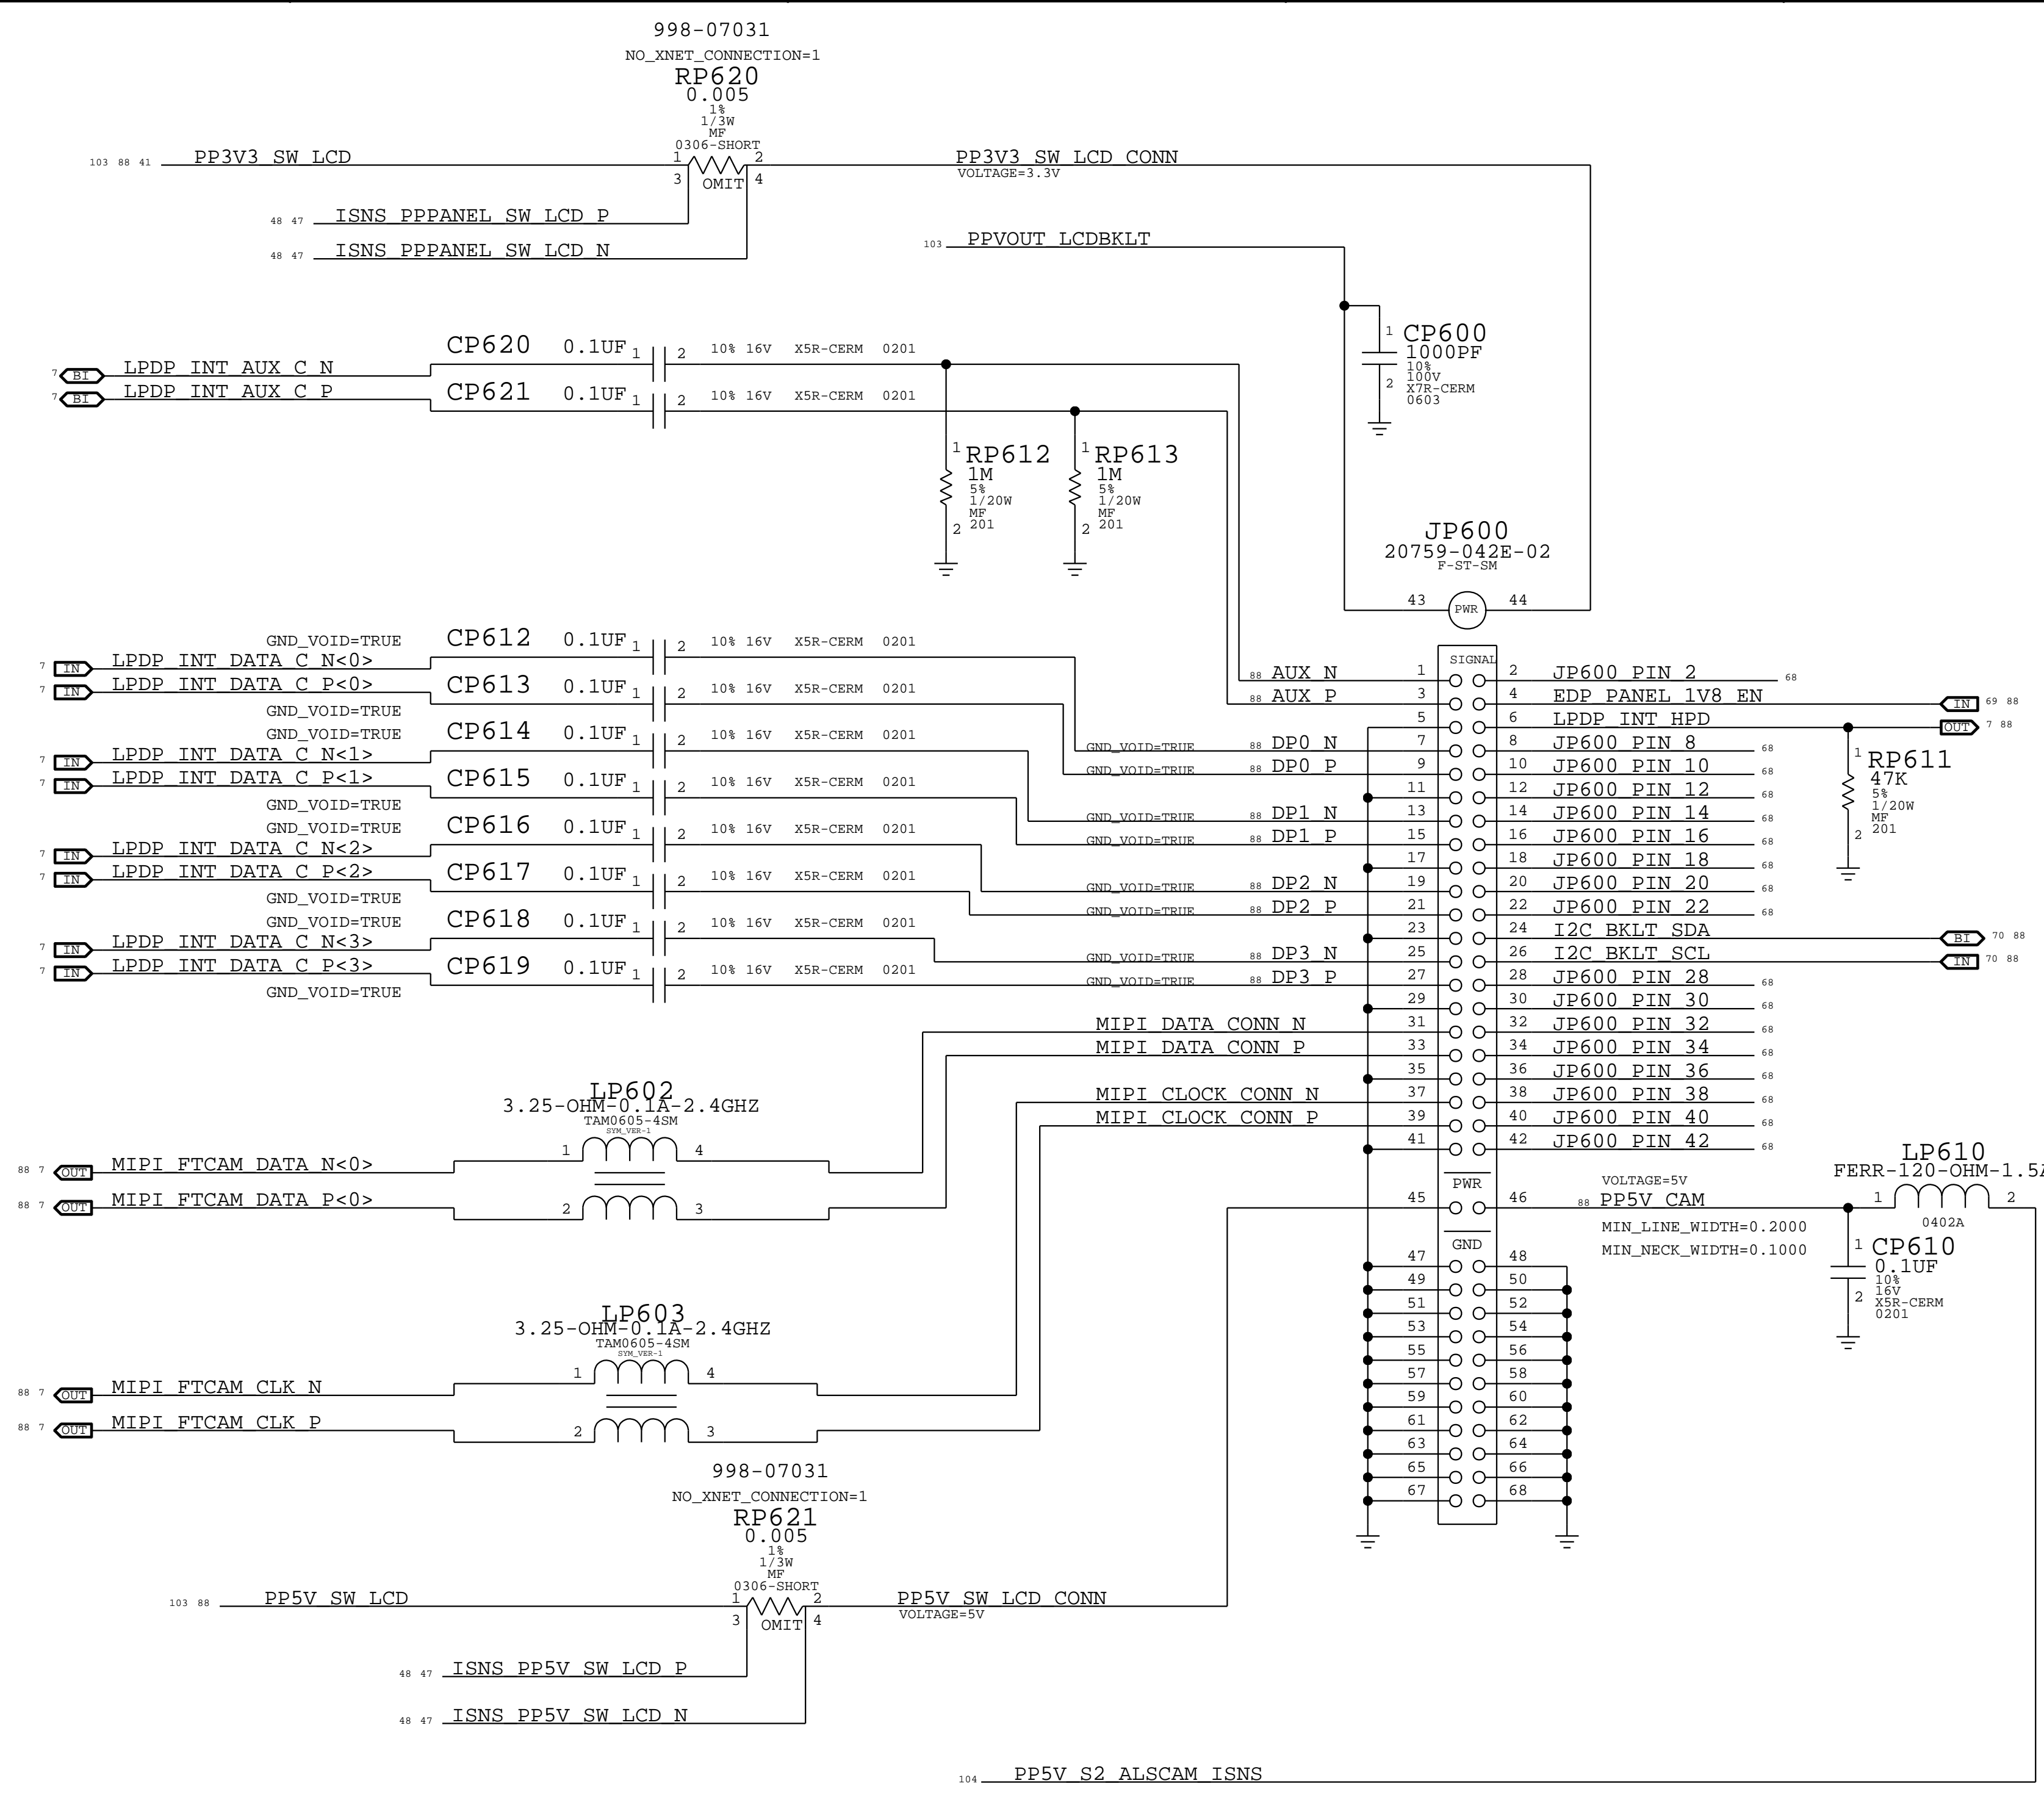 998-07031
NO_XNET_CONNECTION=1
RP620
0.005
1%
1/3W
MF
0306-SHORT
103 88 41 PP3V3_SW_LCD 1 2 PP3V3_SW_LCD_CONN
3 OMIT 4 VOLTAGE=3.3V
48 47 ISNS_PPPANEL_SW_LCD_P
48 47 ISNS_PPPANEL_SW_LCD_N
103 PPVOUT_LCDBKLT
1 CP600
1000PF
10%
100V
2 X7R-CERM
0603
CP620 0.1UF 1 2 10% 16V X5R-CERM 0201
7 BI LPDP_INT_AUX_C_N
7 BI LPDP_INT_AUX_C_P
CP621 0.1UF 1 2 10% 16V X5R-CERM 0201
1 RP612
1M
5%
1/20W
MF
2 201
1 RP613
1M
5%
1/20W
MF
2 201
JP600
20759-042E-02
F-ST-SM
43 PWR 44
GND_VOID=TRUE CP612 0.1UF 1 2 10% 16V X5R-CERM 0201
7 IN LPDP_INT_DATA_C_N<0>
7 IN LPDP_INT_DATA_C_P<0> CP613 0.1UF 1 2 10% 16V X5R-CERM 0201
GND_VOID=TRUE
GND_VOID=TRUE CP614 0.1UF 1 2 10% 16V X5R-CERM 0201
7 IN LPDP_INT_DATA_C_N<1>
7 IN LPDP_INT_DATA_C_P<1> CP615 0.1UF 1 2 10% 16V X5R-CERM 0201
GND_VOID=TRUE
GND_VOID=TRUE CP616 0.1UF 1 2 10% 16V X5R-CERM 0201
7 IN LPDP_INT_DATA_C_N<2>
7 IN LPDP_INT_DATA_C_P<2> CP617 0.1UF 1 2 10% 16V X5R-CERM 0201
GND_VOID=TRUE
GND_VOID=TRUE CP618 0.1UF 1 2 10% 16V X5R-CERM 0201
7 IN LPDP_INT_DATA_C_N<3>
7 IN LPDP_INT_DATA_C_P<3> CP619 0.1UF 1 2 10% 16V X5R-CERM 0201
GND_VOID=TRUE
SIGNAL
88 AUX_N 1 2 JP600_PIN_2 68
88 AUX_P 3 4 EDP_PANEL_1V8_EN IN 69 88
5 6 LPDP_INT_HPD OUT 7 88
GND_VOID=TRUE 88 DP0_N 7 8 JP600_PIN_8 68
GND_VOID=TRUE 88 DP0_P 9 10 JP600_PIN_10 68
11 12 JP600_PIN_12 68
GND_VOID=TRUE 88 DP1_N 13 14 JP600_PIN_14 68
GND_VOID=TRUE 88 DP1_P 15 16 JP600_PIN_16 68
17 18 JP600_PIN_18 68
GND_VOID=TRUE 88 DP2_N 19 20 JP600_PIN_20 68
GND_VOID=TRUE 88 DP2_P 21 22 JP600_PIN_22 68
23 24 I2C_BKLT_SDA BI 70 88
GND_VOID=TRUE 88 DP3_N 25 26 I2C_BKLT_SCL IN 70 88
GND_VOID=TRUE 88 DP3_P 27 28 JP600_PIN_28 68
29 30 JP600_PIN_30 68
MIPI_DATA_CONN_N 31 32 JP600_PIN_32 68
MIPI_DATA_CONN_P 33 34 JP600_PIN_34 68
35 36 JP600_PIN_36 68
MIPI_CLOCK_CONN_N 37 38 JP600_PIN_38 68
MIPI_CLOCK_CONN_P 39 40 JP600_PIN_40 68
41 42 JP600_PIN_42 68
1 RP611
47K
5%
1/20W
MF
2 201
LP602
3.25-OHM-0.1A-2.4GHZ
TAM0605-4SM
SYM_VER-1
1 4
88 7 OUT MIPI_FTCAM_DATA_N<0>
88 7 OUT MIPI_FTCAM_DATA_P<0>
2 3
PWR
45 46 88 PP5V_CAM
VOLTAGE=5V
MIN_LINE_WIDTH=0.2000
MIN_NECK_WIDTH=0.1000
LP610
FERR-120-OHM-1.5A
1 2
0402A
1 CP610
0.1UF
10%
16V
2 X5R-CERM
0201
GND
47 48
49 50
51 52
53 54
55 56
57 58
59 60
61 62
63 64
65 66
67 68
LP603
3.25-OHM-0.1A-2.4GHZ
TAM0605-4SM
SYM_VER-1
1 4
88 7 OUT MIPI_FTCAM_CLK_N
88 7 OUT MIPI_FTCAM_CLK_P
2 3
998-07031
NO_XNET_CONNECTION=1
RP621
0.005
1%
1/3W
MF
0306-SHORT
103 88 PP5V_SW_LCD 1 2 PP5V_SW_LCD_CONN
3 OMIT 4 VOLTAGE=5V
48 47 ISNS_PP5V_SW_LCD_P
48 47 ISNS_PP5V_SW_LCD_N
104 PP5V_S2_ALSCAM_ISNS